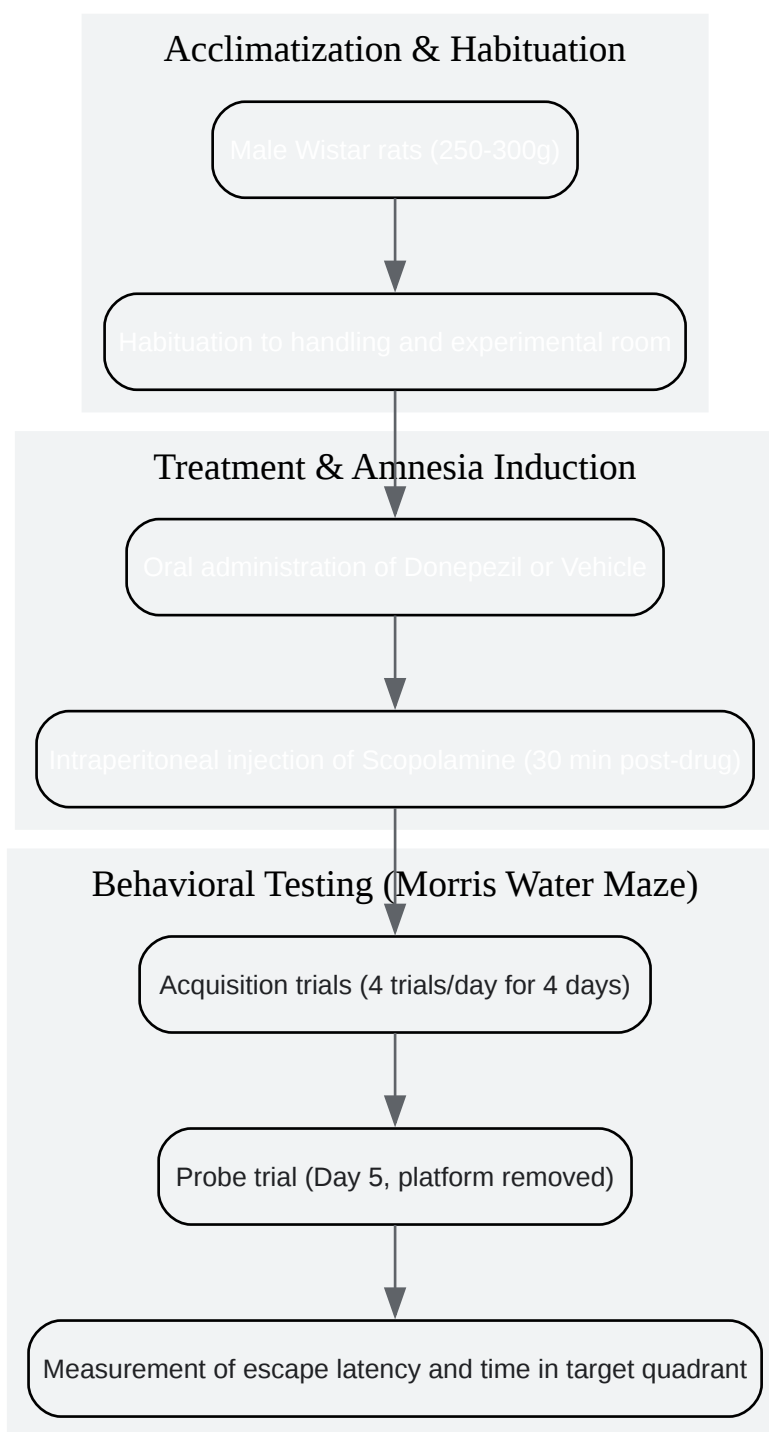 Acclimatization & Habituation
Male Wistar rats (250-300g)
Habituation to handling and experimental room
Treatment & Amnesia Induction
Oral administration of Donepezil or Vehicle
Intraperitoneal injection of Scopolamine (30 min post-drug)
Behavioral Testing (Morris Water Maze)
Acquisition trials (4 trials/day for 4 days)
Probe trial (Day 5, platform removed)
Measurement of escape latency and time in target quadrant